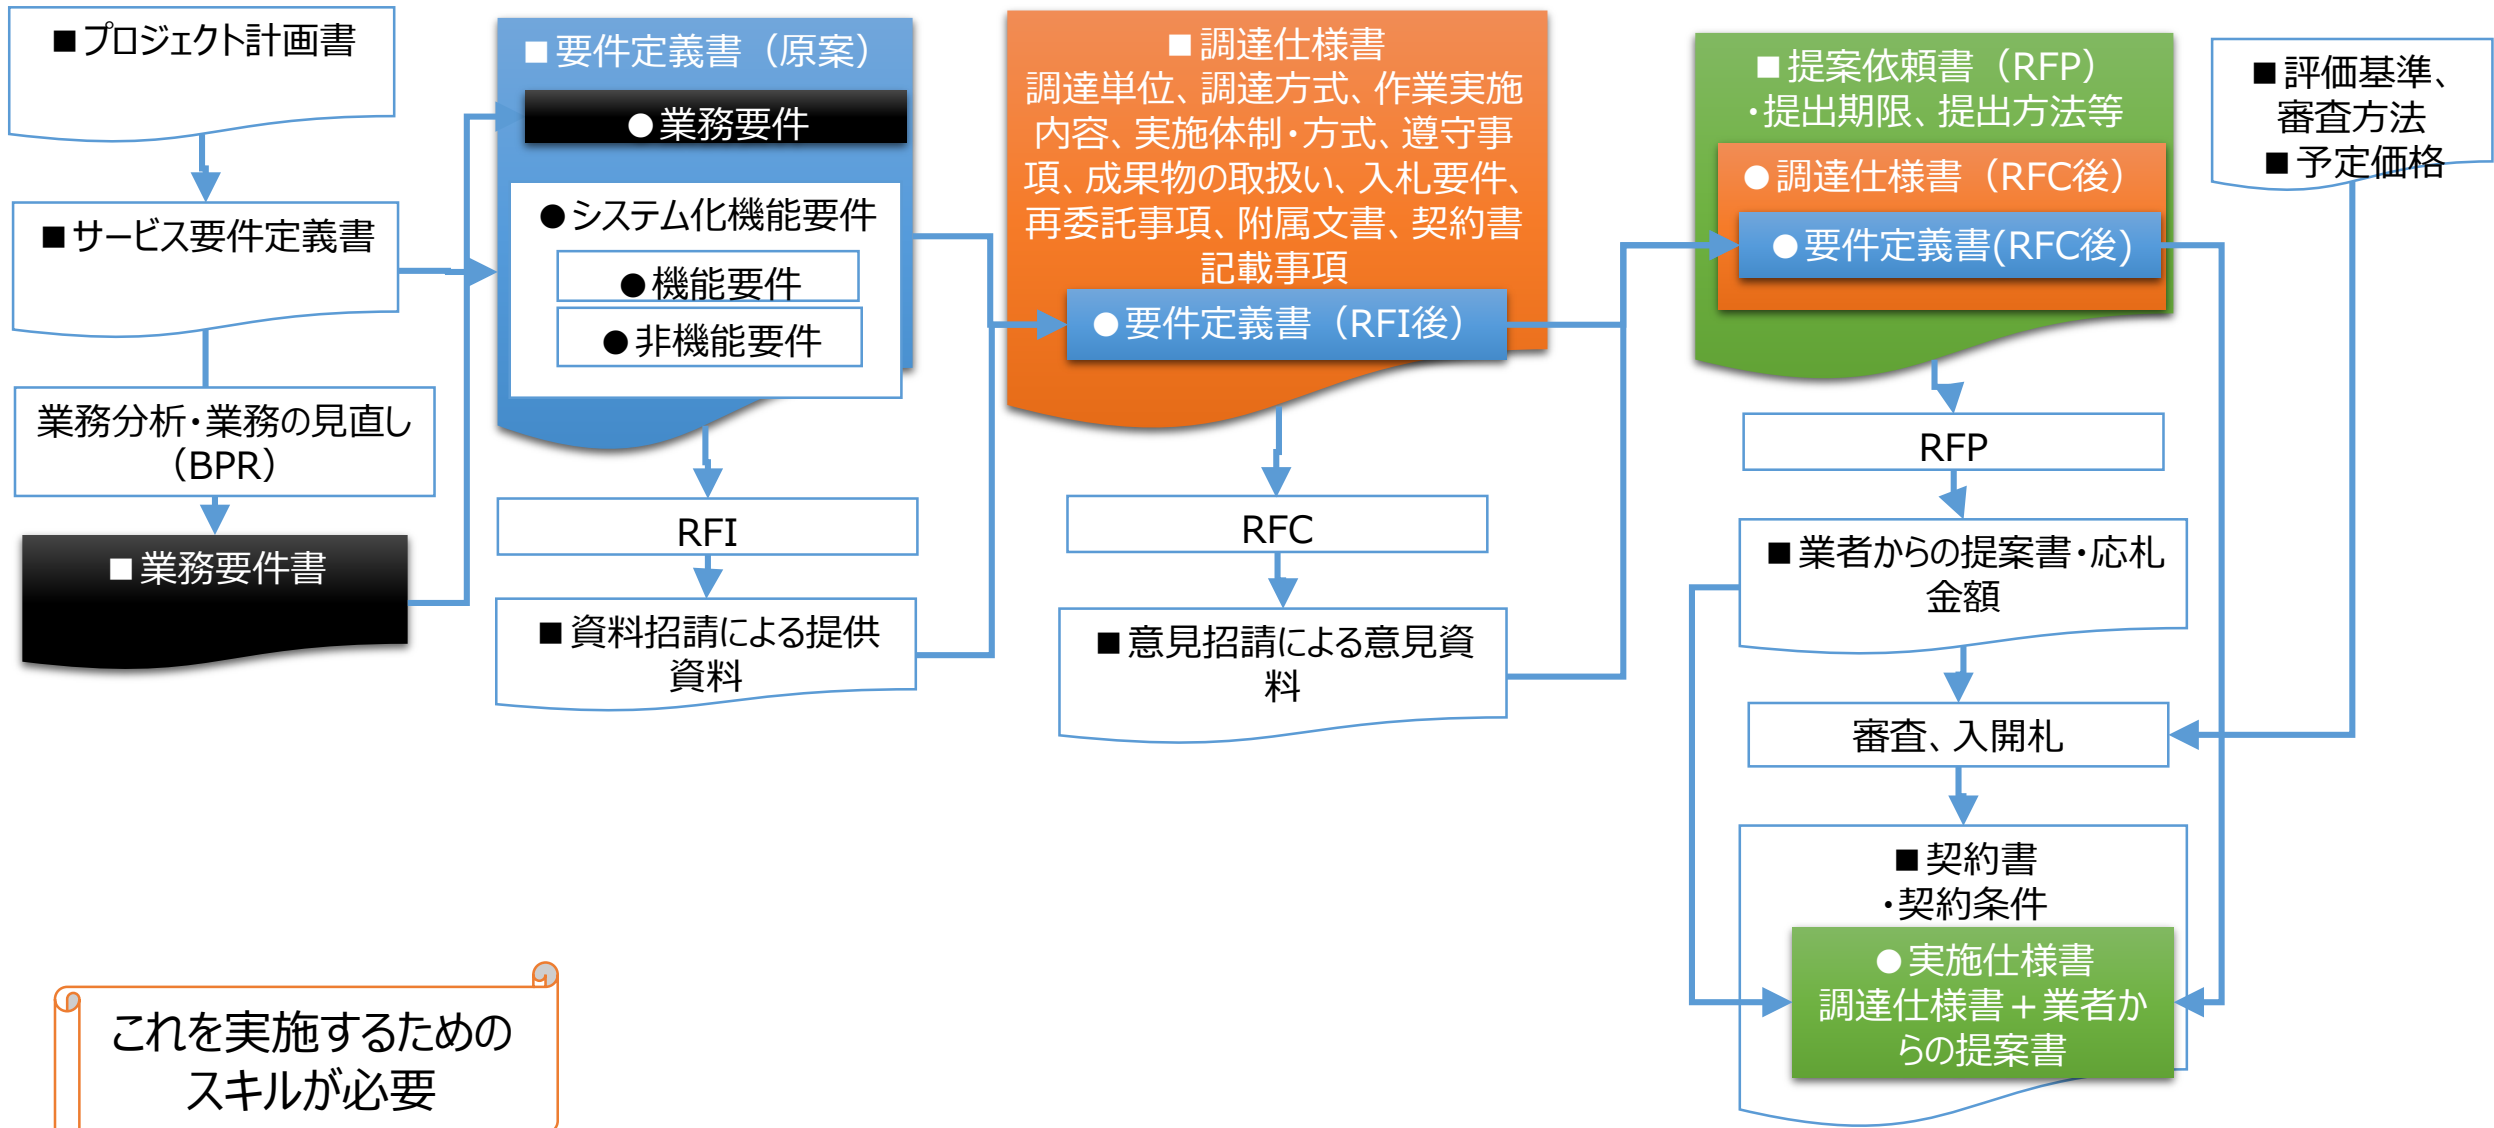 ■プロジェクト計画書
■サービス要件定義書
業務分析・業務の見直し
（BPR）
■業務要件書
■要件定義書（原案）
●業務要件
●システム化機能要件
●機能要件
●非機能要件
RFI
■資料招請による提供
資料
■調達仕様書
調達単位、調達方式、作業実施
内容、実施体制・方式、遵守事
項、成果物の取扱い、入札要件、
再委託事項、附属文書、契約書
記載事項
●要件定義書（RFI後）
RFC
■意見招請による意見資
料
■提案依頼書（RFP）
・提出期限、提出方法等
●調達仕様書（RFC後）
●要件定義書(RFC後)
RFP
■業者からの提案書・応札
金額
審査、入開札
■契約書
・契約条件
●実施仕様書
調達仕様書＋業者か
らの提案書
■評価基準、
審査方法
■予定価格
これを実施するための
スキルが必要